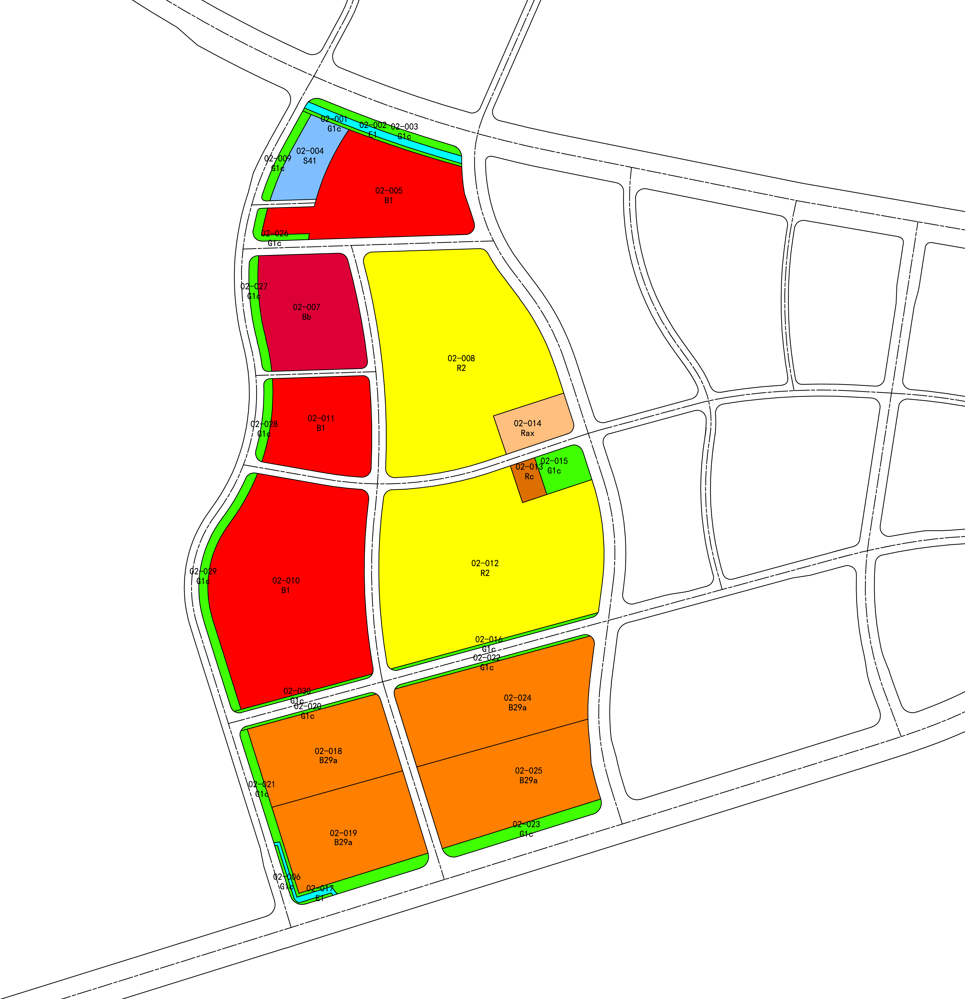 02-001
G1c
02-002
E1
02-003
G1c
02-004
S41
02-009
G1c
02-005
B1
02-026
G1c
02-027
G1c
02-007
Bb
02-008
R2
02-011
B1
02-028
G1c
02-014
Rax
02-013
Rc
02-015
G1c
02-012
R2
02-029
G1c
02-010
B1
02-016
G1c
02-022
G1c
02-030
G1c
02-020
G1c
02-024
B29a
02-018
B29a
02-021
G1c
02-025
B29a
02-019
B29a
02-023
G1c
02-006
G1c
02-017
E1